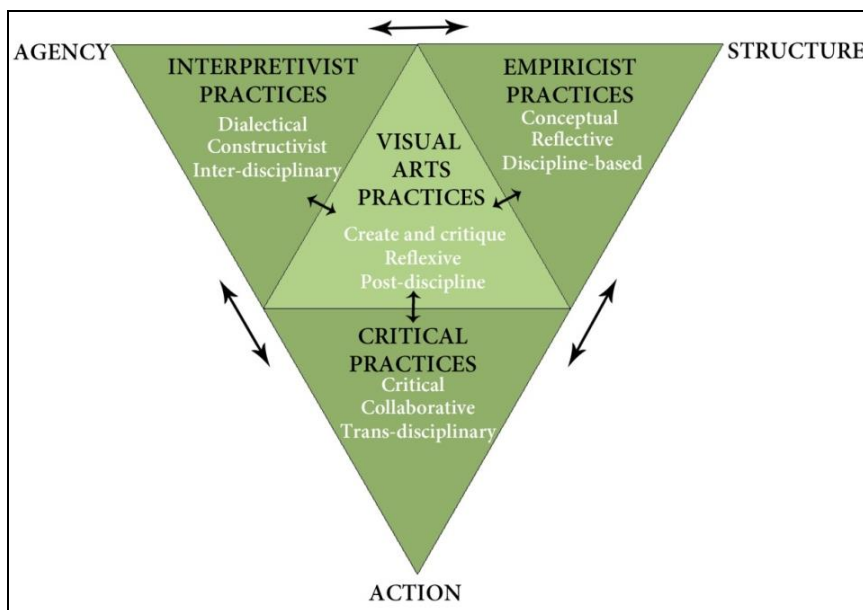 AGENCY
STRUCTURE
INTERPRETIVIST
PRACTICES
Dialectical
Constructivist
Inter-disciplinary
EMPIRICIST
PRACTICES
Conceptual
Reflective
Discipline-based
VISUAL
ARTS
PRACTICES
Create and critique
Reflexive
Post-discipline
CRITICAL
PRACTICES
Critical
Collaborative
Trans-disciplinary
ACTION